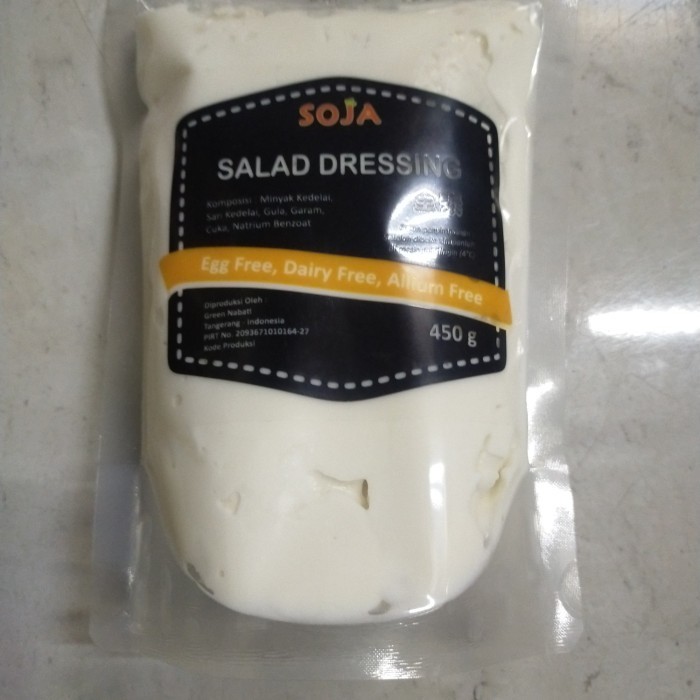 SOJA
SALAD DRESSING
Komposisi : Minyak Kedelai,
Sari Kedelai, Gula, Garam,
Cuka, Natrium Benzoat
Egg Free, Dairy Free, Allium Free
Diproduksi Oleh :
Green Nabati
Tangerang - Indonesia
PIRT No. 2093671010164-27
Kode Produksi
450 g